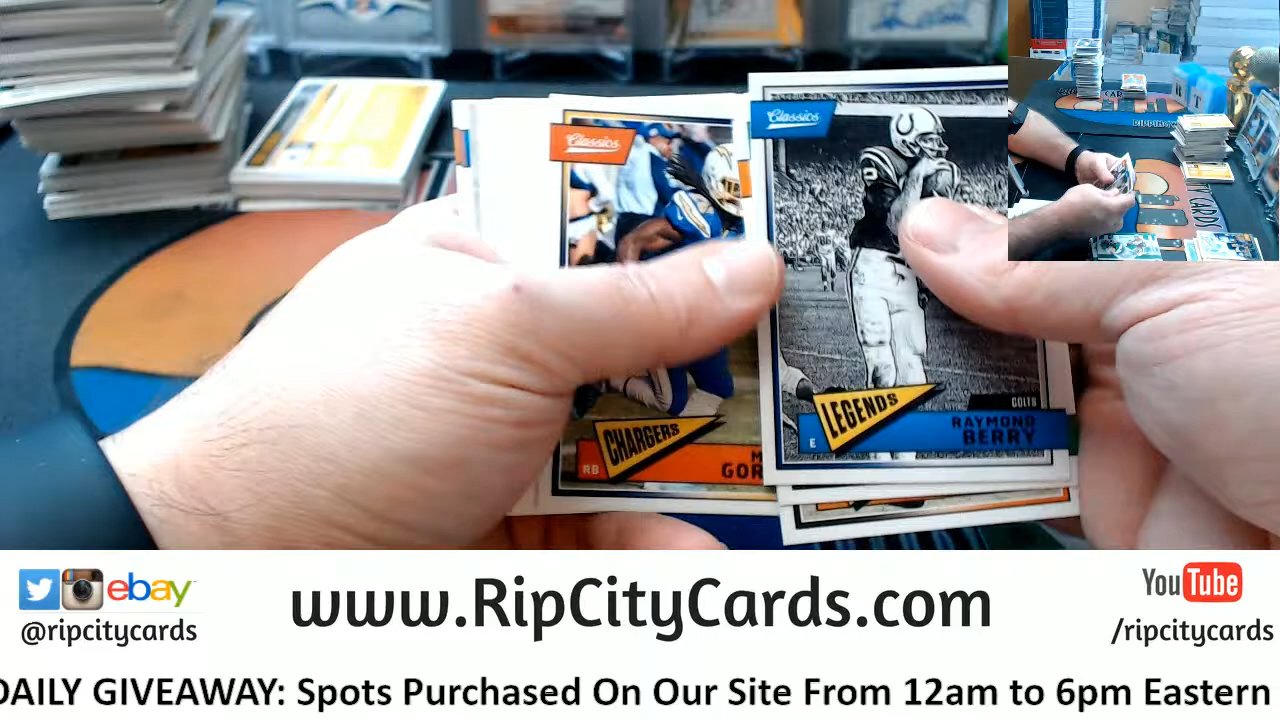 Classics
CHARGERS
RB
M
GOR
Classics
LEGENDS
COLTS
E
RAYMOND
BERRY
ebay
@ripcitycards
www.RipCityCards.com
YouTube
/ripcitycards
DAILY GIVEAWAY: Spots Purchased On Our Site From 12am to 6pm Eastern